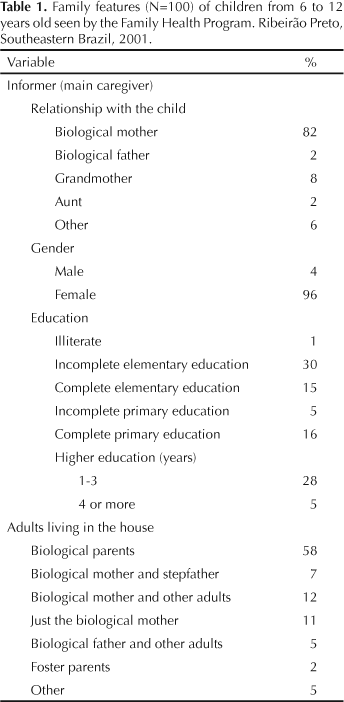 Table 1. Family features (N=100) of children from 6 to 12
years old seen by the Family Health Program. Ribeirão Preto,
Southeastern Brazil, 2001.
Variable %
Informer (main caregiver)
Relationship with the child
Biological mother 82
Biological father 2
Grandmother 8
Aunt 2
Other 6
Gender
Male 4
Female 96
Education
Illiterate 1
Incomplete elementary education 30
Complete elementary education 15
Incomplete primary education 5
Complete primary education 16
Higher education (years)
1-3 28
4 or more 5
Adults living in the house
Biological parents 58
Biological mother and stepfather 7
Biological mother and other adults 12
Just the biological mother 11
Biological father and other adults 5
Foster parents 2
Other 5